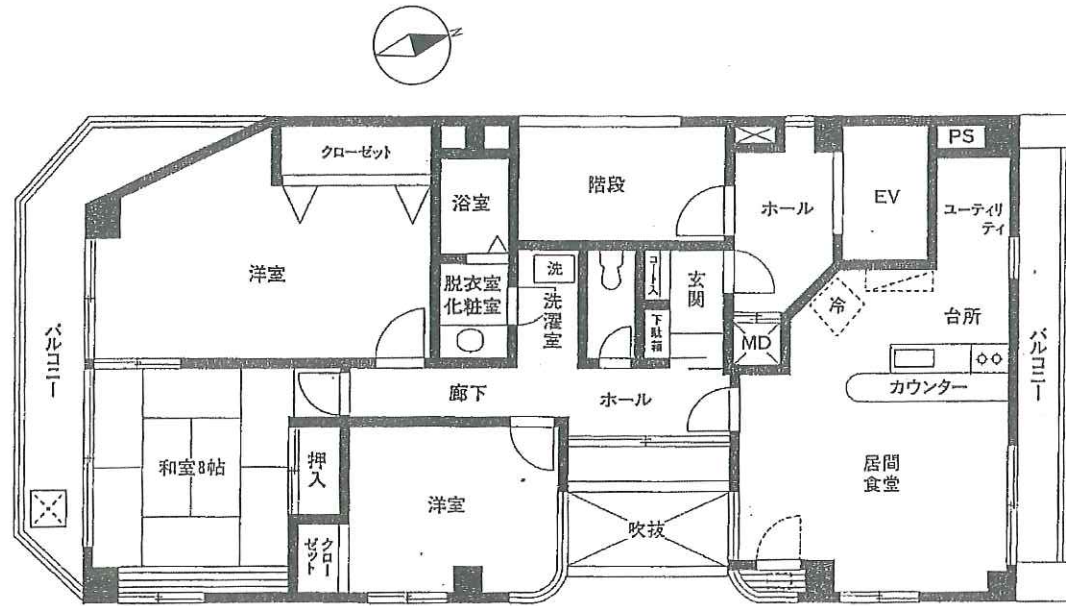 N
クローゼット
PS
階段
ホール
EV
浴室
ユーティリ
ティ
洋室
脱衣室
化粧室
洗
洗濯室
コート入
玄関
下駄箱
冷
台所
MD
バルコニー
バルコニー
カウンター
廊下
ホール
和室8帖
押入
洋室
居間
食堂
吹抜
クロー
ゼット